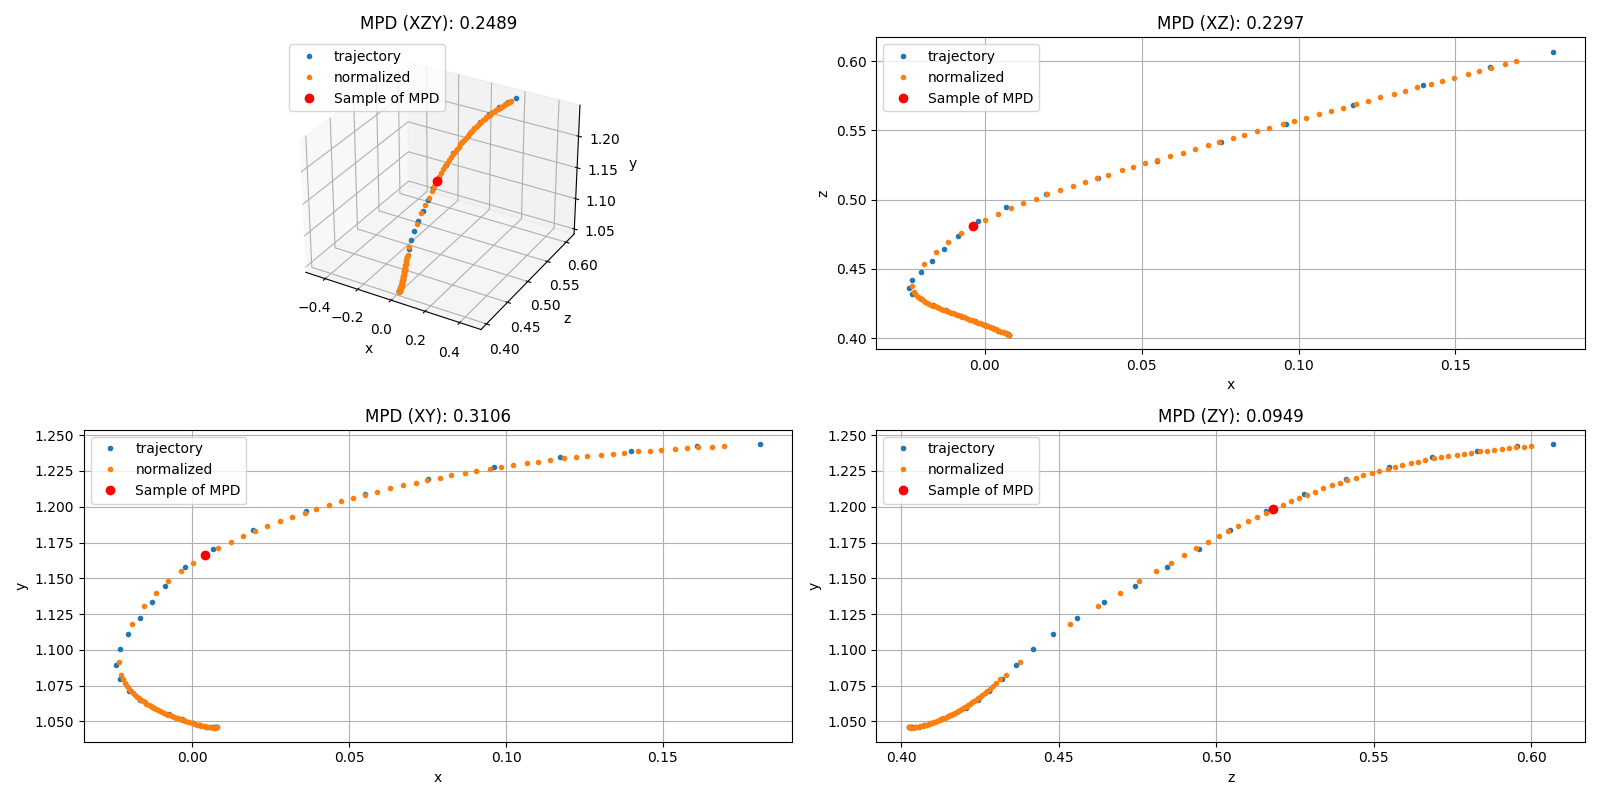 MPD (XZY): 0.2489
trajectory
normalized
Sample of MPD
1.20
1.15
1.10
1.05
y
0.60
0.55
0.50
0.45
0.40
z
−0.4
−0.2
0.0
0.2
0.4
x
MPD (XZ): 0.2297
trajectory
normalized
Sample of MPD
0.60
0.55
0.50
0.45
0.40
z
0.00 0.05 0.10 0.15
x
MPD (XY): 0.3106
trajectory
normalized
Sample of MPD
1.250
1.225
1.200
1.175
1.150
1.125
1.100
1.075
1.050
y
0.00 0.05 0.10 0.15
x
MPD (ZY): 0.0949
trajectory
normalized
Sample of MPD
1.250
1.225
1.200
1.175
1.150
1.125
1.100
1.075
1.050
y
0.40 0.45 0.50 0.55 0.60
z